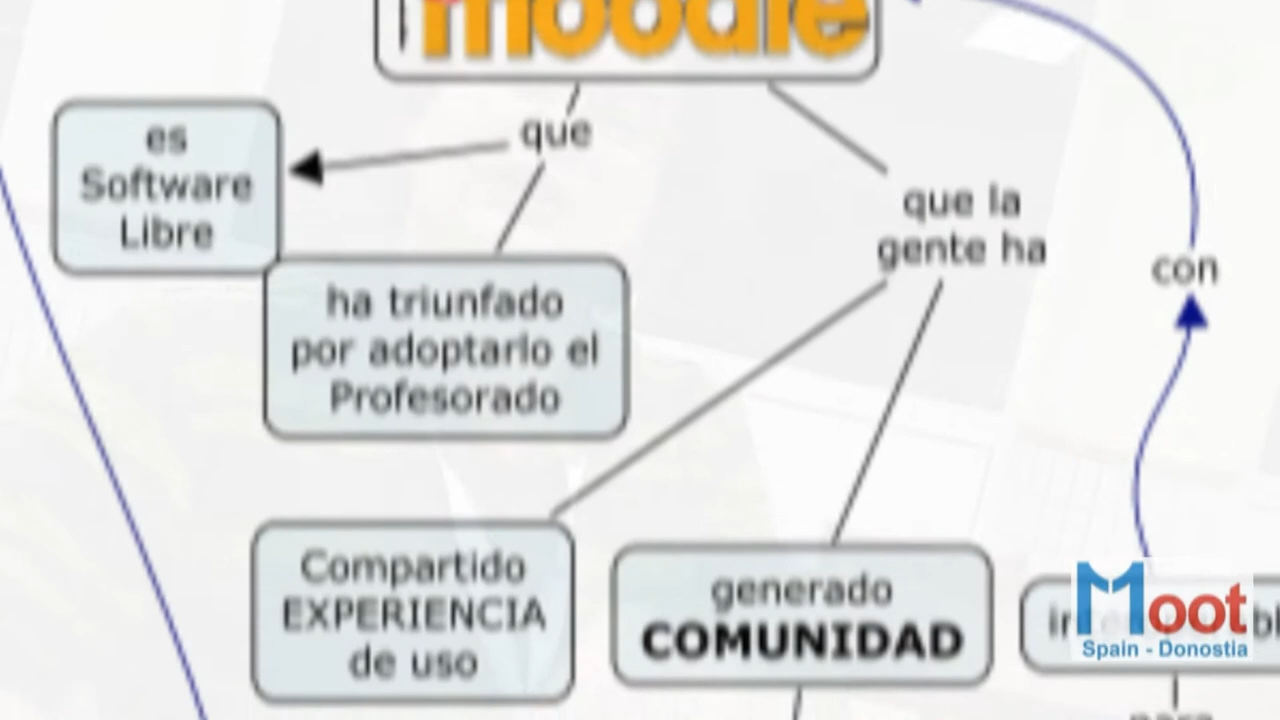 moodle
que
es
Software
Libre
que la
gente ha
con
ha triunfado
por adoptarlo el
Profesorado
Compartido
EXPERIENCIA
de uso
generado
COMUNIDAD
Moot
Spain - Donostia